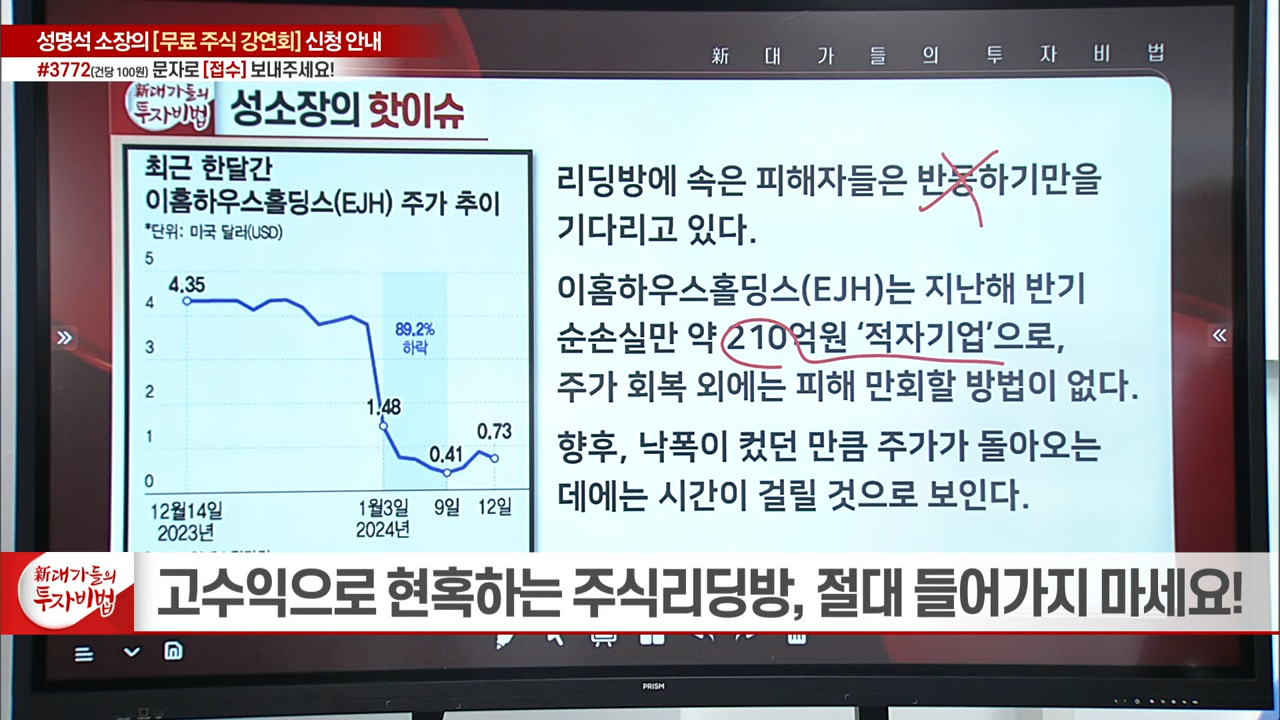 성명석 소장의 [무료 주식 강연회] 신청 안내
#3772(건당 100원) 문자로 [접수] 보내주세요!
新 대 가 들 의 투 자 비 법
新대가들의
투자비법
성소장의 핫이슈
최근 한달간
이홈하우스홀딩스(EJH) 주가 추이
*단위: 미국 달러(USD)
5
4
3
2
1
0
4.35
89.2%
하락
1.48
0.41
0.73
12월14일
2023년
1월3일
2024년
9일
12일
리딩방에 속은 피해자들은 반등하기만을
기다리고 있다.
이홈하우스홀딩스(EJH)는 지난해 반기
순손실만 약 210억원 ‘적자기업’으로,
주가 회복 외에는 피해 만회할 방법이 없다.
향후, 낙폭이 컸던 만큼 주가가 돌아오는
데에는 시간이 걸릴 것으로 보인다.
新대가들의
투자비법
고수익으로 현혹하는 주식리딩방, 절대 들어가지 마세요!
PRISM